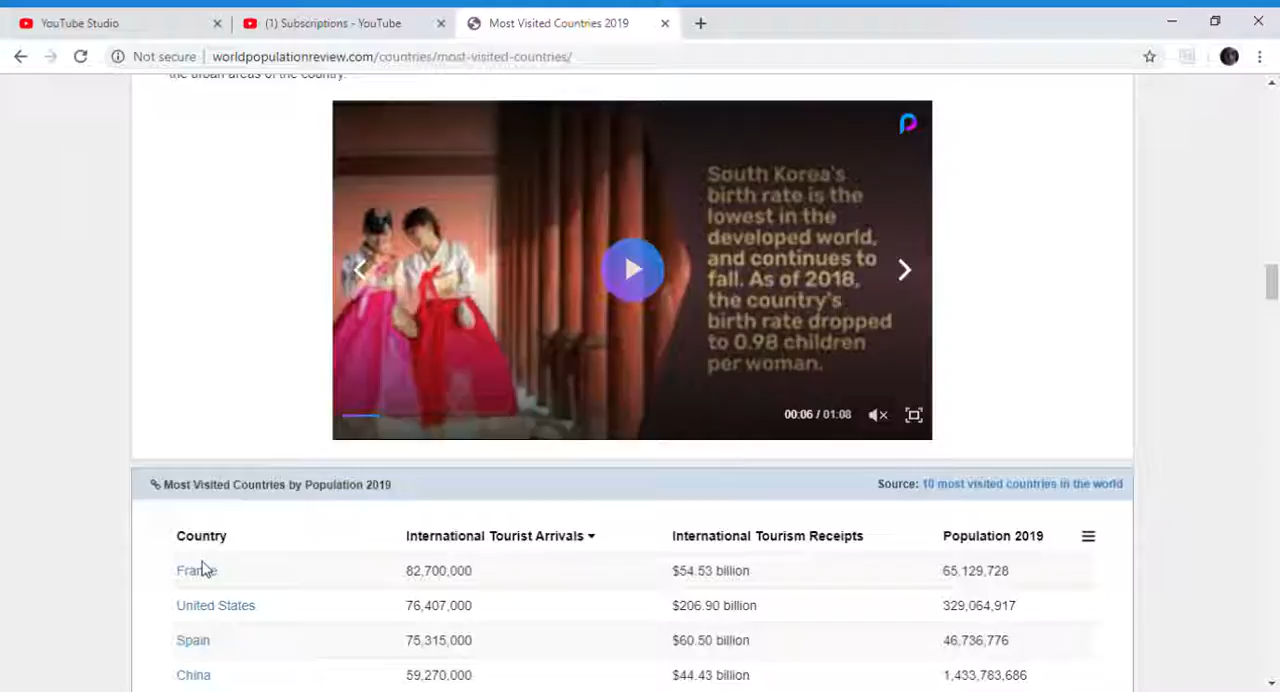 YouTube Studio
(1) Subscriptions - YouTube
Most Visited Countries 2019
Not secure
worldpopulationreview.com/countries/most-visited-countries/
the urban areas of the country.
South Korea's
birth rate is the
lowest in the
developed world,
and continues to
fall. As of 2018,
the country's
birth rate dropped
to 0.98 children
per woman.
00:06 / 01:08
Most Visited Countries by Population 2019
Source: 10 most visited countries in the world
Country International Tourist Arrivals International Tourism Receipts Population 2019
France 82,700,000 $54.53 billion 65,129,728
United States 76,407,000 $206.90 billion 329,064,917
Spain 75,315,000 $60.50 billion 46,736,776
China 59,270,000 $44.43 billion 1,433,783,686